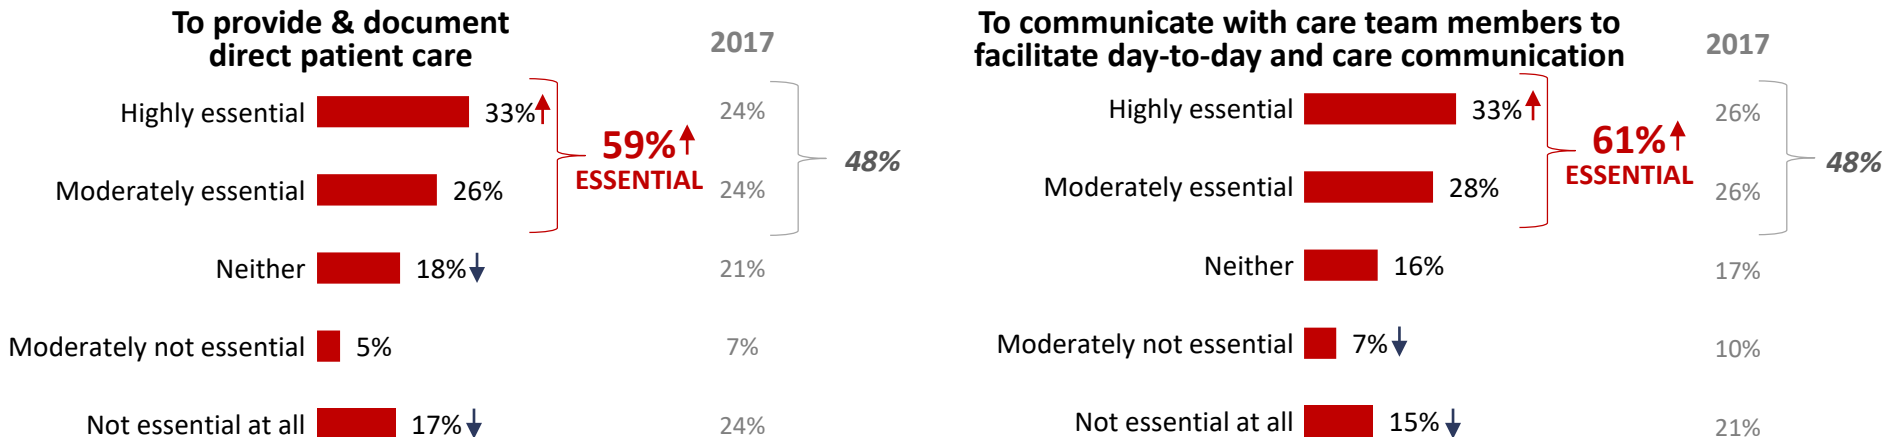 To provide & document
direct patient care
2017
Highly essential 33% 24%
59%
ESSENTIAL
48%
Moderately essential 26% 24%
Neither 18% 21%
Moderately not essential 5% 7%
Not essential at all 17% 24%
To communicate with care team members to
facilitate day-to-day and care communication
2017
Highly essential 33% 26%
61%
ESSENTIAL
48%
Moderately essential 28% 26%
Neither 16% 17%
Moderately not essential 7% 10%
Not essential at all 15% 21%